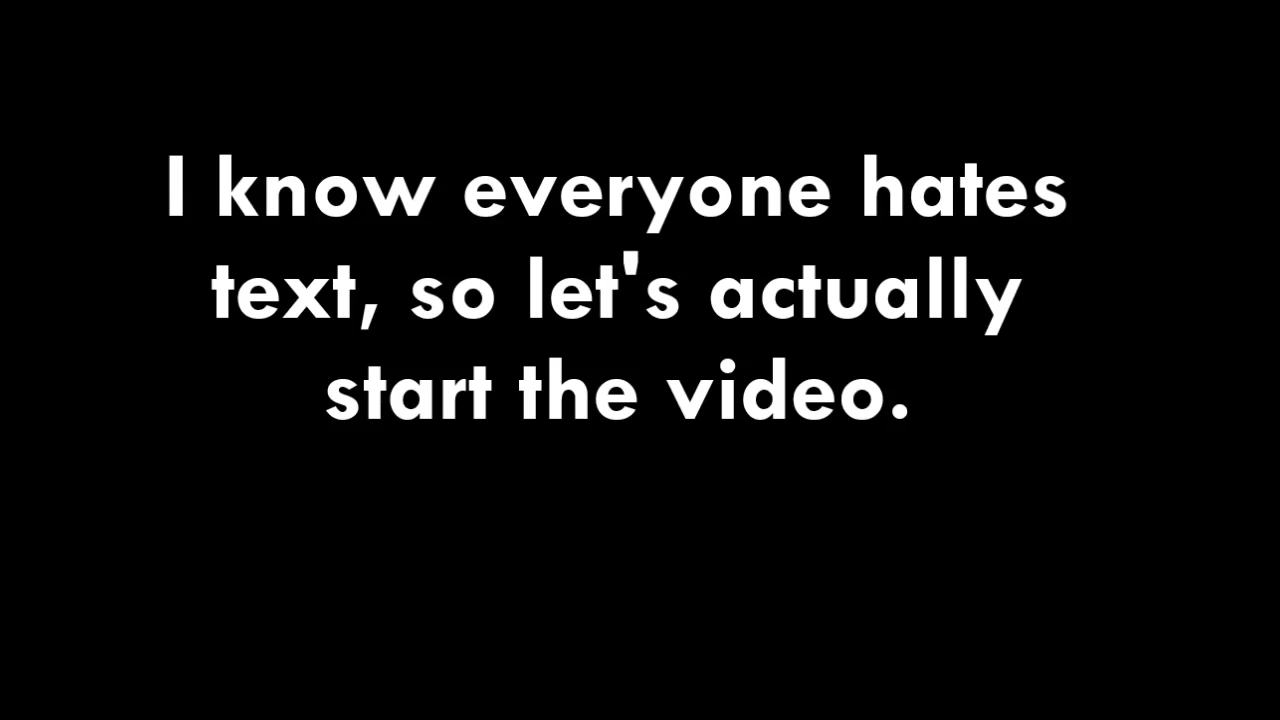 I know everyone hates
text, so let's actually
start the video.